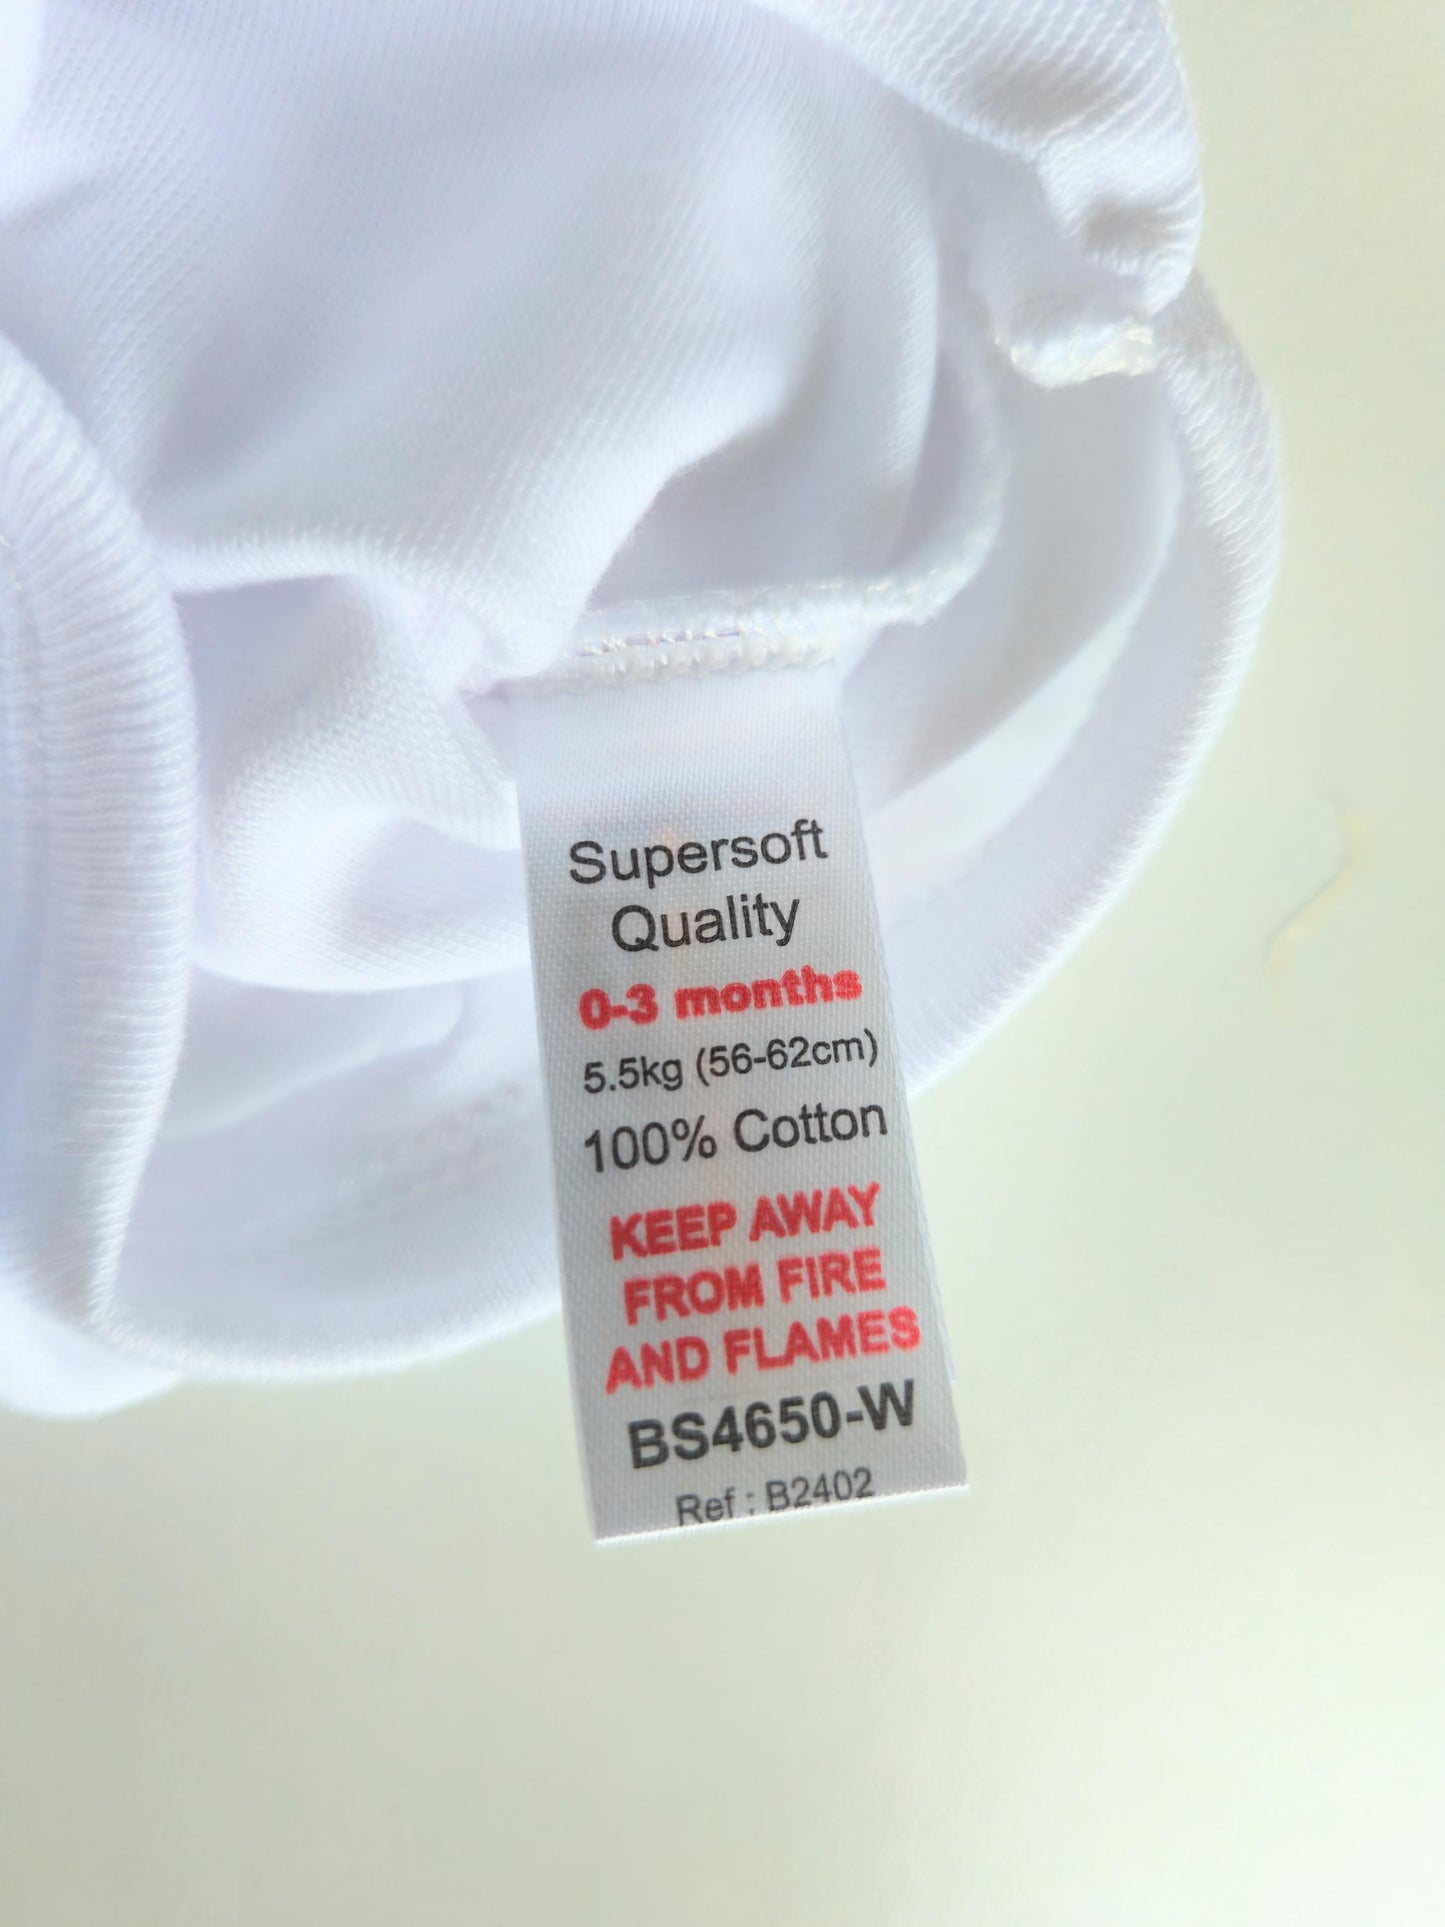 Supersoft
Quality
0-3 months
5.5kg (56-62cm)
100% Cotton
KEEP AWAY
FROM FIRE
AND FLAMES
BS4650-W
Ref : B2402